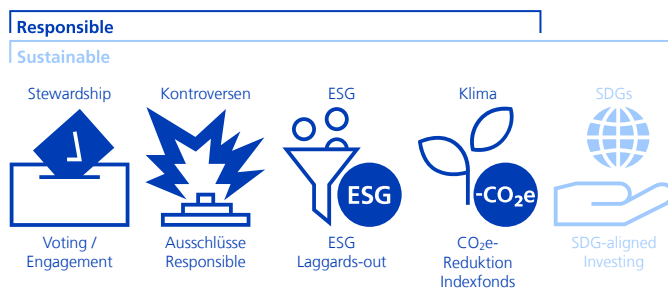 Responsible
Sustainable
Stewardship
Kontroversen
ESG
Klima
SDGs
ESG
-CO₂e
Voting /
Engagement
Ausschlüsse
Responsible
ESG
Laggards-out
CO₂e-
Reduktion
Indexfonds
SDG-aligned
Investing